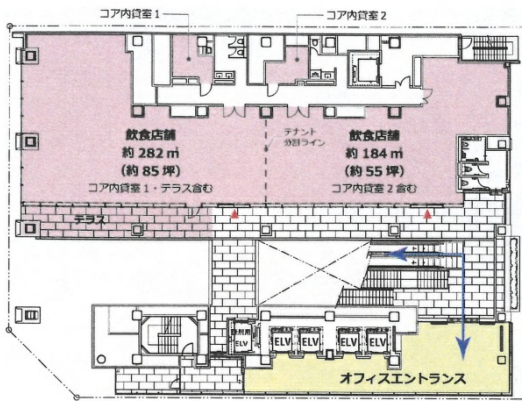 コア内貸室1
コア内貸室2
飲食店舗
約 282 ㎡
（約 85 坪）
コア内貸室1・テラス含む
テナント
分割ライン
飲食店舗
約 184 ㎡
（約 55 坪）
コア内貸室2含む
テラス
ELV
ELV
ELV
ELV
ELV
オフィスエントランス